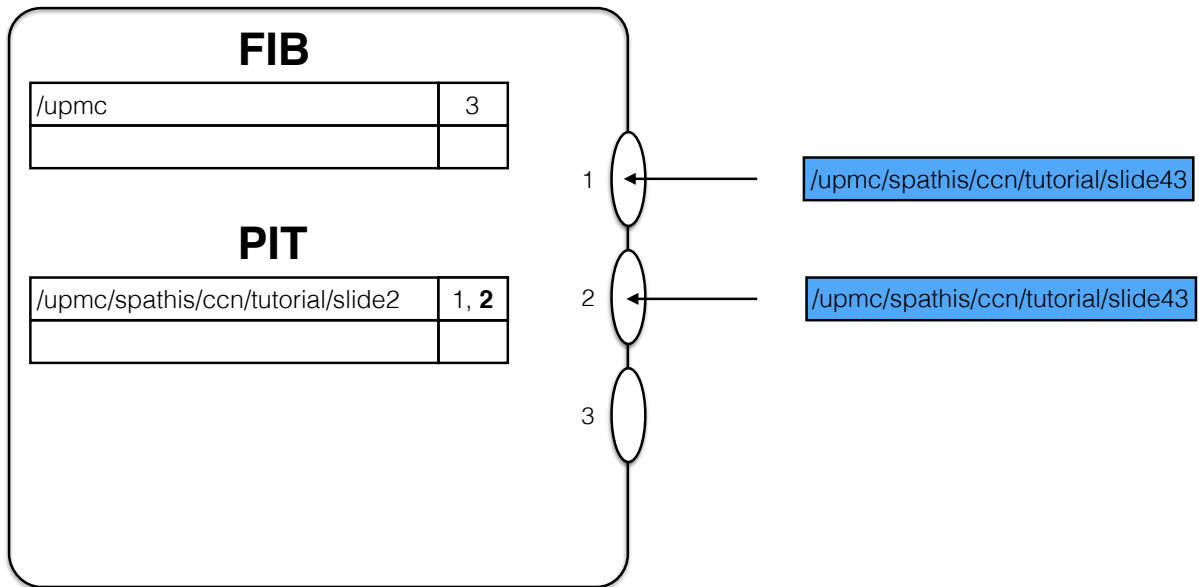 FIB
/upmc 3
1 /upmc/spathis/ccn/tutorial/slide43
PIT
/upmc/spathis/ccn/tutorial/slide2 1, 2
2 /upmc/spathis/ccn/tutorial/slide43
3